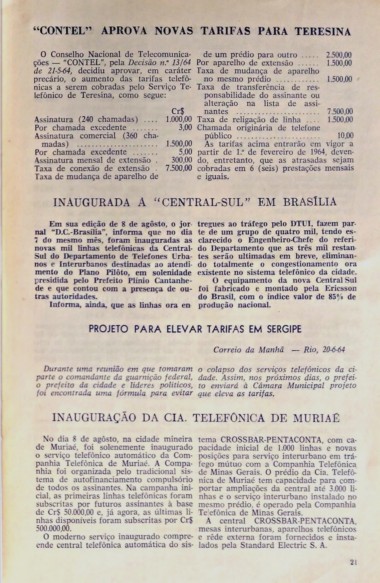 "CONTEL" APROVA NOVAS TARIFAS PARA TERESINA
O Conselho Nacional de Telecomunica-
ções — "CONTEL", pela Decisão n.º 13/64
de 21-5-64, decidiu aprovar, em caráter
precário, o aumento das tarifas telefô-
nicas a serem cobradas pelo Serviço Te-
lefônico de Teresina, como segue:
Cr$
Assinatura (240 chamadas) .... 1.000,00
Por chamada excedente ...... 3,00
Assinatura comercial (360 cha-
madas) ................ 1.500,00
Por chamada excedente ...... 5,00
Assinatura mensal de extensão . 300,00
Taxa de conexão de extensão . 7.500,00
Taxa de mudança de aparelho de
um prédio para outro ..... 2.500,00
Por aparelho de extensão ..... 1.500,00
Taxa de mudança de aparelho
no mesmo prédio ........ 1.500,00
Taxa de transferência de res-
ponsabilidade do assinante ou
alteração na lista de assi-
nantes ................ 7.500,00
Taxa de religação de linha .... 1.500,00
Chamada originária de telefone
público ................ 10,00
As tarifas acima entrarão em vigor a
partir de 1.º de fevereiro de 1964, deven-
do, entretanto, que as atrasadas sejam
cobradas em 6 (seis) prestações mensais
e iguais.
INAUGURADA A "CENTRAL-SUL" EM BRASÍLIA
Em sua edição de 8 de agôsto, o jor-
nal "D.C.-Brasília", informa que no dia
7 do mesmo mês, foram inauguradas as
novas mil linhas telefônicas da Central-
Sul do Departamento de Telefones Urba-
nos e Interurbanos destinadas ao atendi-
mento do Plano Pilôto, em solenidade
presidida pelo Prefeito Plínio Cantanhe-
de e que contou com a presença de ou-
tras autoridades.
Informa, ainda, que as linhas ora en-
tregues ao tráfego pelo DTUI, fazem par-
te de um grupo de quatro mil, tendo es-
clarecido o Engenheiro-Chefe do referi-
do Departamento que as três mil restan-
tes serão ultimadas em breve, eliminan-
do totalmente o congestionamento ora
existente no sistema telefônico da cidade.
O equipamento da nova Central Sul
foi fabricado e montado pela Ericsson
do Brasil, com o índice valor de 85% de
produção nacional.
PROJETO PARA ELEVAR TARIFAS EM SERGIPE
Correio da Manhã — Rio, 20-6-64
Durante uma reunião em que tomaram
parte o comandante da guarnição federal,
o prefeito da cidade e líderes políticos,
foi encontrada uma fórmula para evitar
o colapso dos serviços telefônicos da ci-
dade. Assim, nos próximos dias, o prefei-
to enviará à Câmara Municipal projeto
que eleva as tarifas.
INAUGURAÇÃO DA CIA. TELEFÔNICA DE MURIAÉ
No dia 8 de agôsto, na cidade mineira
de Muriaé, foi solenemente inaugurado
o serviço telefônico automático da Com-
panhia Telefônica de Muriaé. A Compa-
nhia foi organizada pelo tradicional sis-
tema de autofinanciamento compulsório
de todos os assinantes. Na campanha ini-
cial, as primeiras linhas telefônicas foram
subscritas por futuros assinantes à base
de Cr$ 50.000,00 e, já agora, as últimas li-
nhas disponíveis foram subscritas por Cr$
500.000,00.
O moderno serviço inaugurado compre-
ende central telefônica automática do sis-
tema CROSSBAR-PENTACONTA, com ca-
pacidade inicial de 1.000 linhas e novas
posições para serviço interurbano em trá-
fego mútuo com a Companhia Telefônica
de Minas Gerais. O prédio da Cia. Telefô-
nica de Muriaé tem capacidade para com-
portar ampliações da central até 3.000 li-
nhas e o serviço interurbano instalado no
mesmo prédio, é operado pela Companhia
Telefônica de Minas Gerais.
A central CROSSBAR-PENTACONTA,
mesas interurbanas, aparelhos telefônicos
e rêde externa foram fornecidos e insta-
lados pela Standard Electric S. A.
21